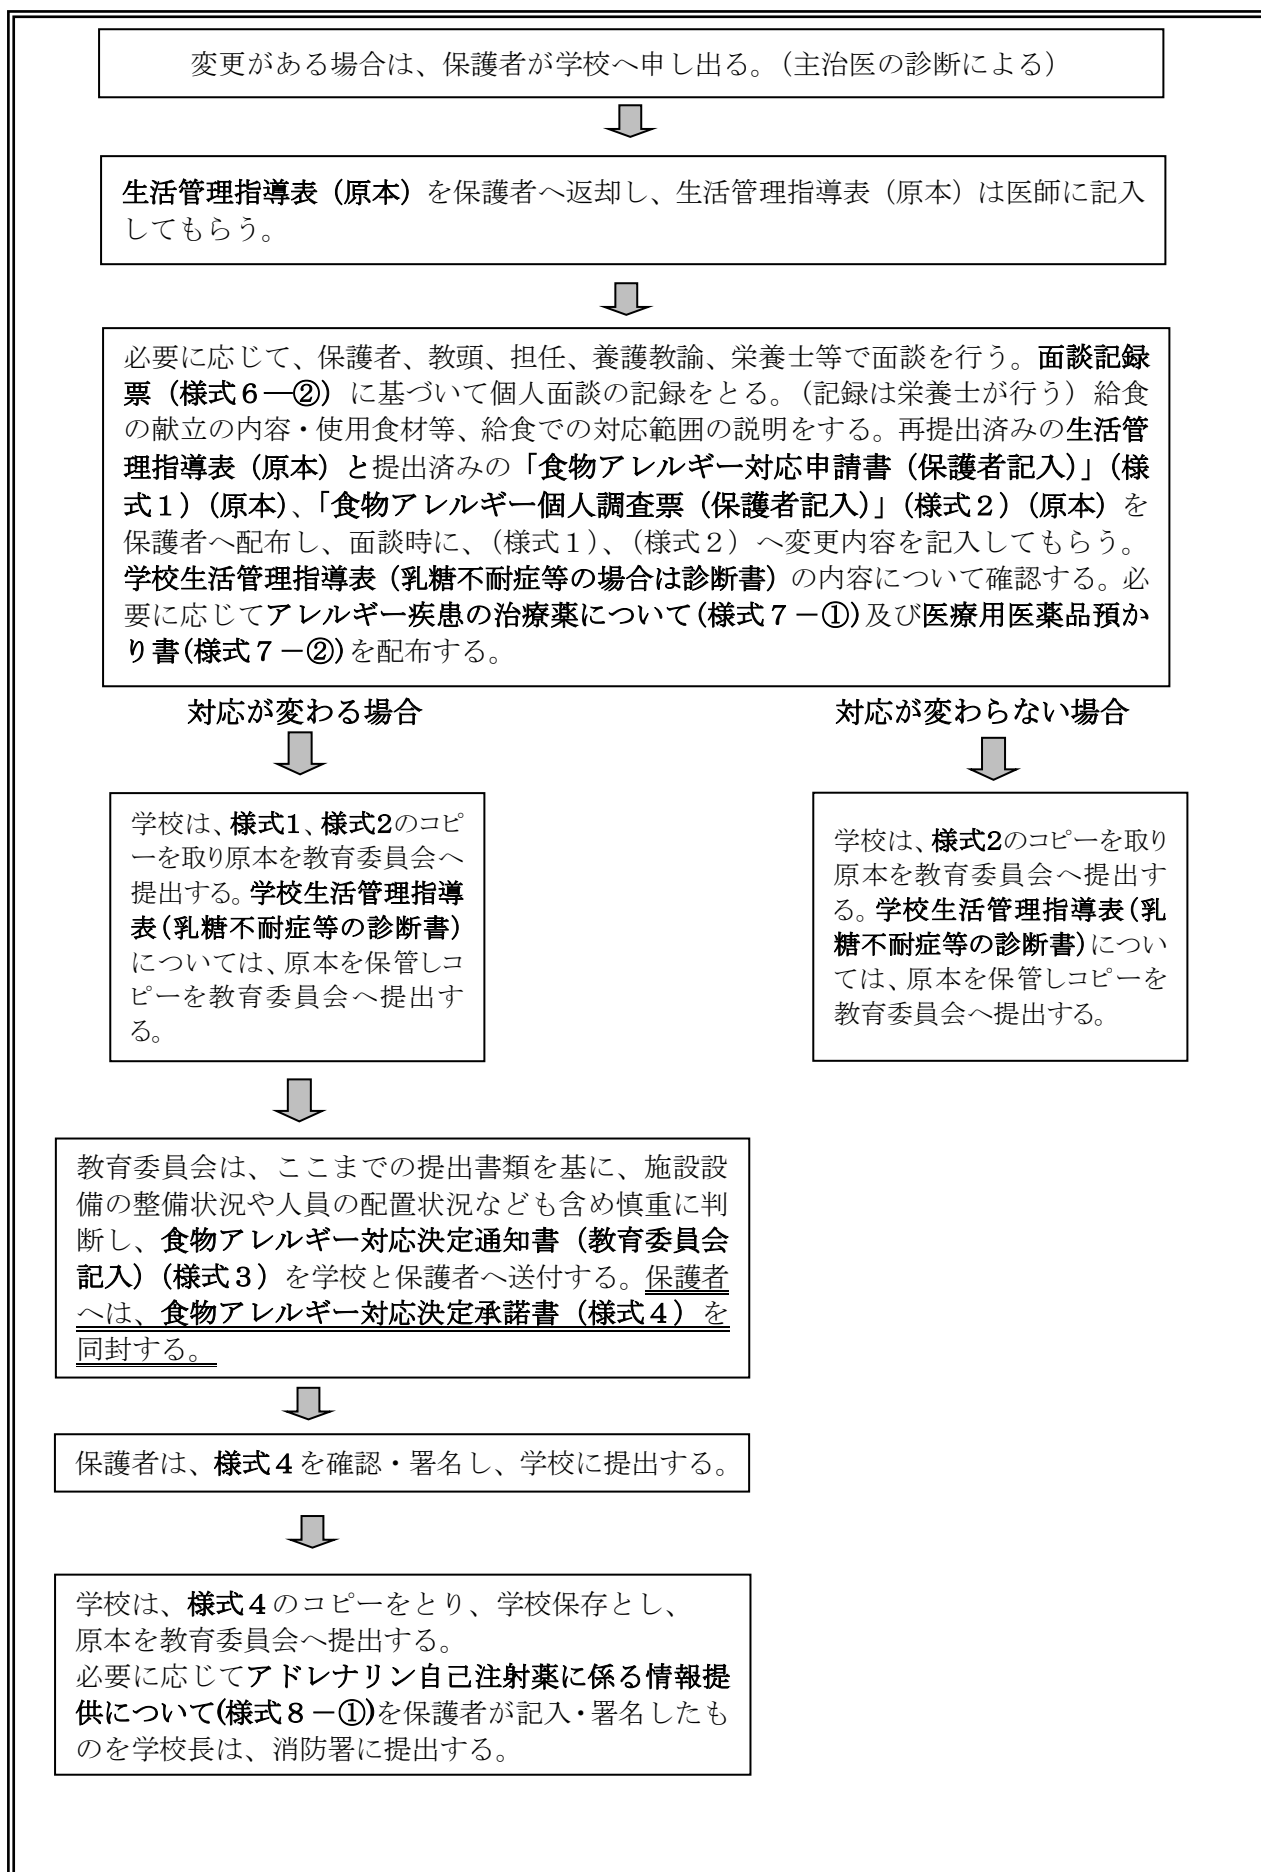 変更がある場合は、保護者が学校へ申し出る。（主治医の診断による）
生活管理指導表（原本）を保護者へ返却し、生活管理指導表（原本）は医師に記入
してもらう。
必要に応じて、保護者、教頭、担任、養護教諭、栄養士等で面談を行う。面談記録
票（様式６―②）に基づいて個人面談の記録をとる。（記録は栄養士が行う）給食
の献立の内容・使用食材等、給食での対応範囲の説明をする。再提出済みの生活管
理指導表（原本）と提出済みの「食物アレルギー対応申請書（保護者記入）」（様
式１）（原本）、「食物アレルギー個人調査票（保護者記入）」（様式２）（原本）を
保護者へ配布し、面談時に、（様式１）、（様式２）へ変更内容を記入してもらう。
学校生活管理指導表（乳糖不耐症等の場合は診断書）の内容について確認する。必
要に応じてアレルギー疾患の治療薬について(様式７－①)及び医療用医薬品預か
り書(様式７－②)を配布する。
対応が変わる場合
対応が変わらない場合
学校は、様式1、様式2のコピ
ーを取り原本を教育委員会へ
提出する。学校生活管理指導
表(乳糖不耐症等の診断書)
については、原本を保管しコ
ピーを教育委員会へ提出す
る。
学校は、様式2のコピーを取り
原本を教育委員会へ提出す
る。学校生活管理指導表(乳
糖不耐症等の診断書)につい
ては、原本を保管しコピーを
教育委員会へ提出する。
教育委員会は、ここまでの提出書類を基に、施設設
備の整備状況や人員の配置状況なども含め慎重に判
断し、食物アレルギー対応決定通知書（教育委員会
記入）（様式３）を学校と保護者へ送付する。保護者
へは、食物アレルギー対応決定承諾書（様式４）を
同封する。
保護者は、様式４を確認・署名し、学校に提出する。
学校は、様式４のコピーをとり、学校保存とし、
原本を教育委員会へ提出する。
必要に応じてアドレナリン自己注射薬に係る情報提
供について(様式８－①)を保護者が記入・署名したも
のを学校長は、消防署に提出する。